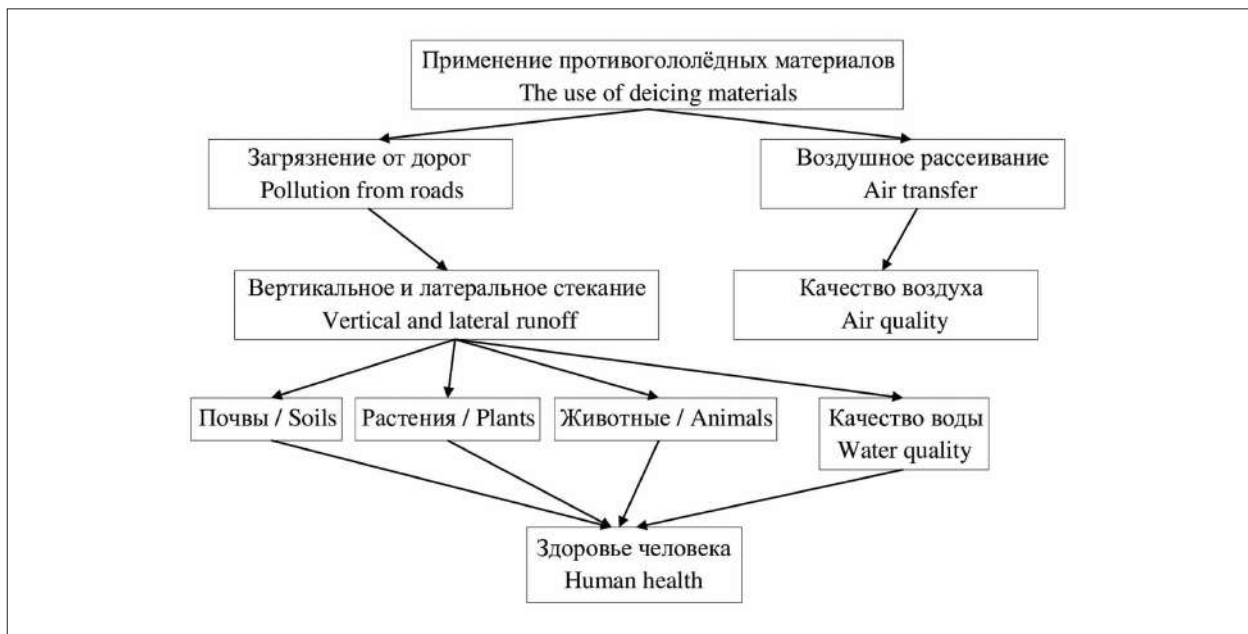 Применение противогололёдных материалов
The use of deicing materials
Загрязнение от дорог
Pollution from roads
Воздушное рассеивание
Air transfer
Вертикальное и латеральное стекание
Vertical and lateral runoff
Качество воздуха
Air quality
Почвы / Soils
Растения / Plants
Животные / Animals
Качество воды
Water quality
Здоровье человека
Human health